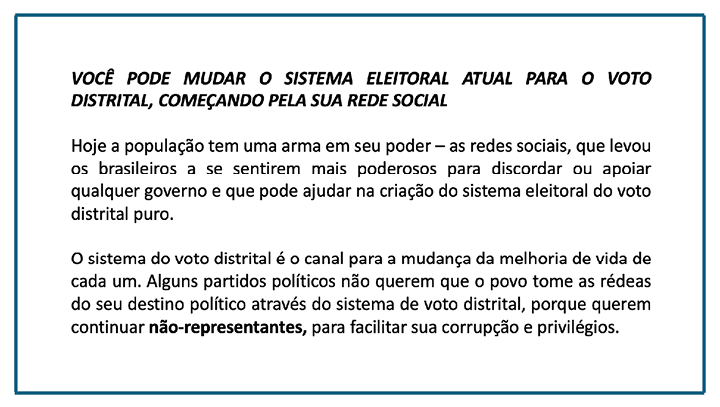 VOCÊ PODE MUDAR O SISTEMA ELEITORAL ATUAL PARA O VOTO
DISTRITAL, COMEÇANDO PELA SUA REDE SOCIAL
Hoje a população tem uma arma em seu poder – as redes sociais, que levou
os brasileiros a se sentirem mais poderosos para discordar ou apoiar
qualquer governo e que pode ajudar na criação do sistema eleitoral do voto
distrital puro.
O sistema do voto distrital é o canal para a mudança da melhoria de vida de
cada um. Alguns partidos políticos não querem que o povo tome as rédeas
do seu destino político através do sistema de voto distrital, porque querem
continuar não-representantes, para facilitar sua corrupção e privilégios.